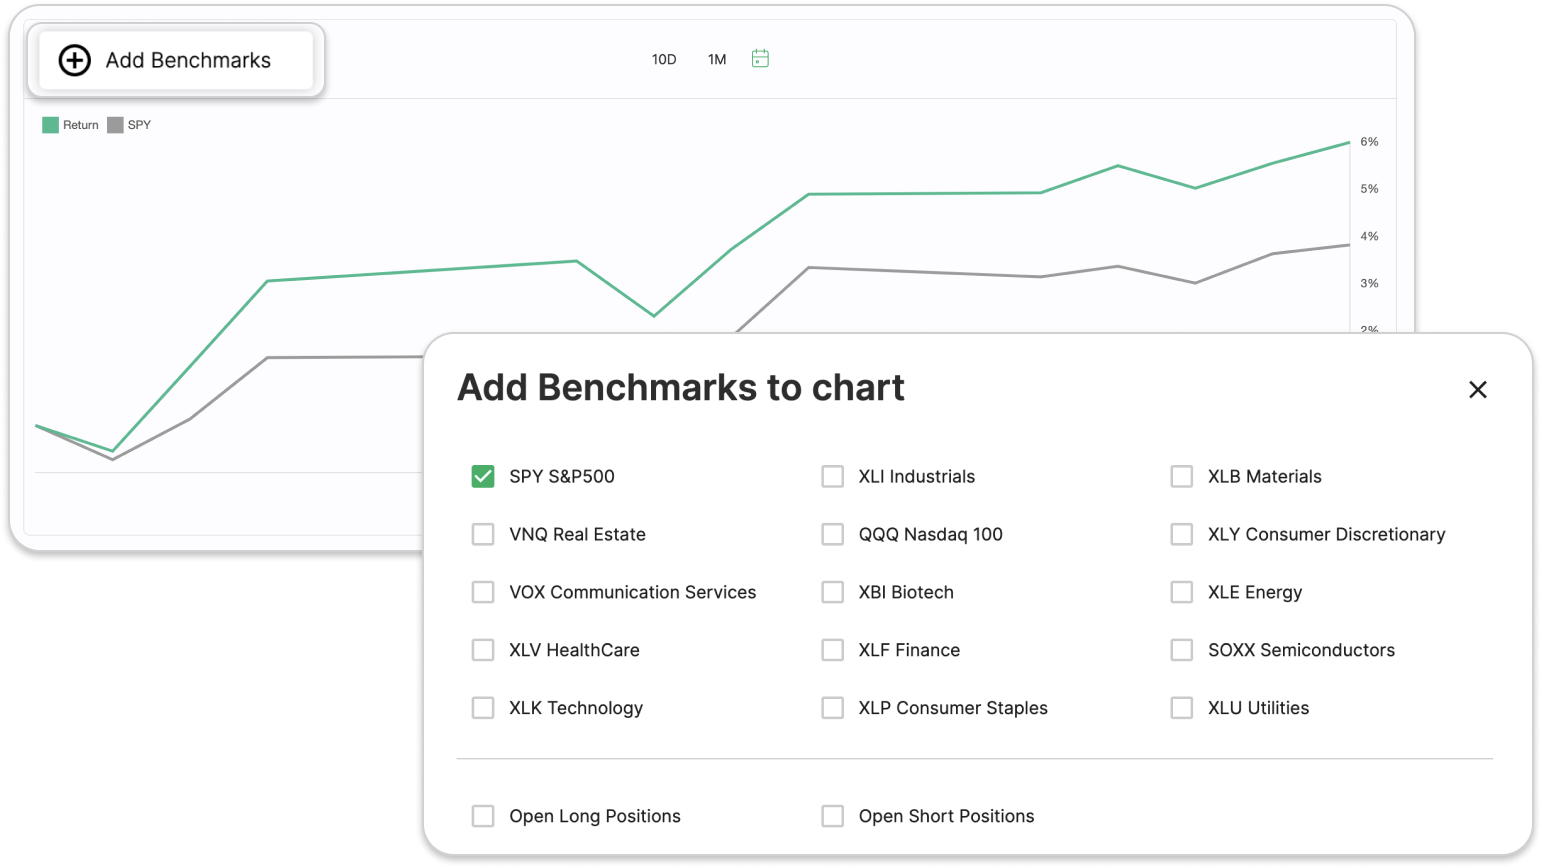 Add Benchmarks
10D 1M
Return SPY
6%
5%
4%
3%
2%
Add Benchmarks to chart
SPY S&P500 XLI Industrials XLB Materials
VNQ Real Estate QQQ Nasdaq 100 XLY Consumer Discretionary
VOX Communication Services XBI Biotech XLE Energy
XLV HealthCare XLF Finance SOXX Semiconductors
XLK Technology XLP Consumer Staples XLU Utilities
Open Long Positions Open Short Positions